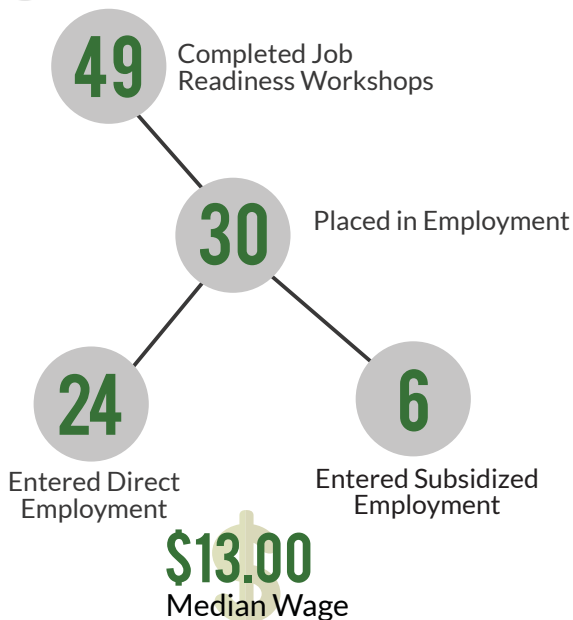 49
Completed Job
Readiness Workshops
30
Placed in Employment
24
Entered Direct
Employment
6
Entered Subsidized
Employment
$13.00
Median Wage